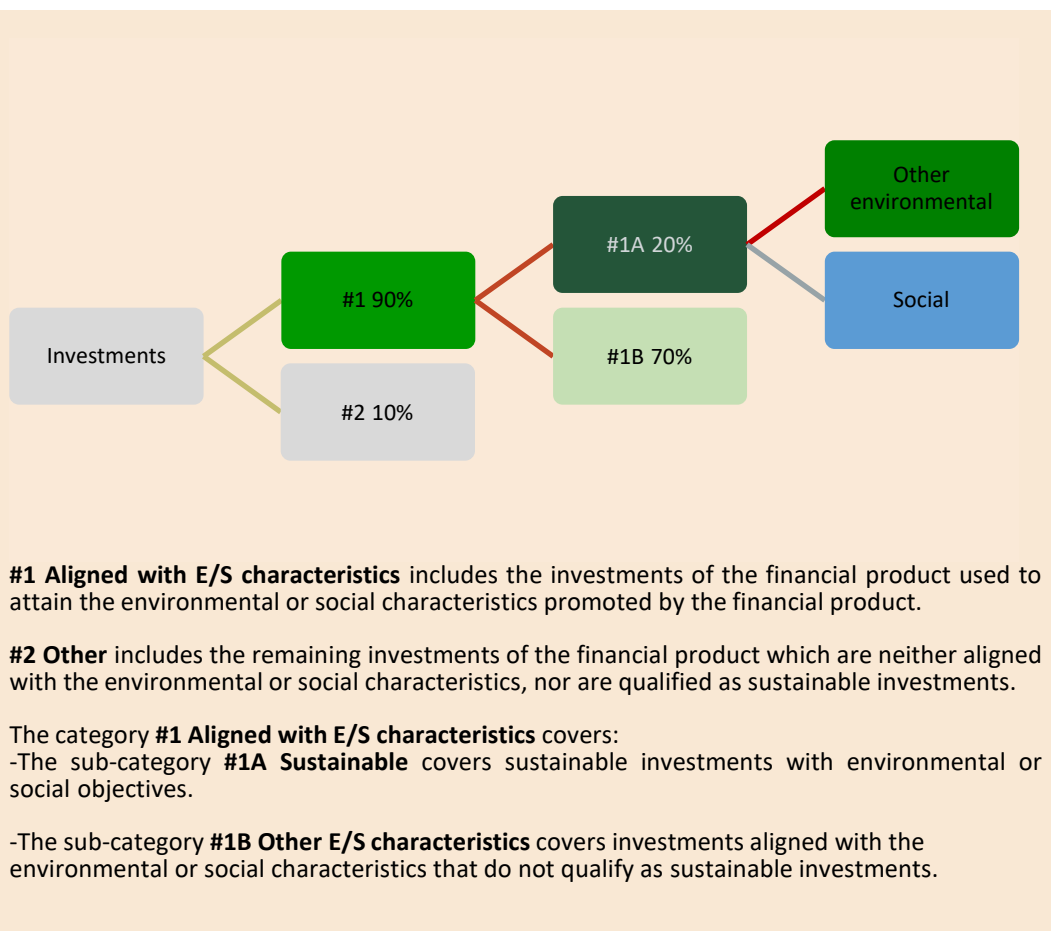 Other
environmental
#1A 20%
#1 90%
Social
Investments
#1B 70%
#2 10%
#1 Aligned with E/S characteristics includes the investments of the financial product used to
attain the environmental or social characteristics promoted by the financial product.
#2 Other includes the remaining investments of the financial product which are neither aligned
with the environmental or social characteristics, nor are qualified as sustainable investments.
The category #1 Aligned with E/S characteristics covers:
-The sub-category #1A Sustainable covers sustainable investments with environmental or
social objectives.
-The sub-category #1B Other E/S characteristics covers investments aligned with the
environmental or social characteristics that do not qualify as sustainable investments.